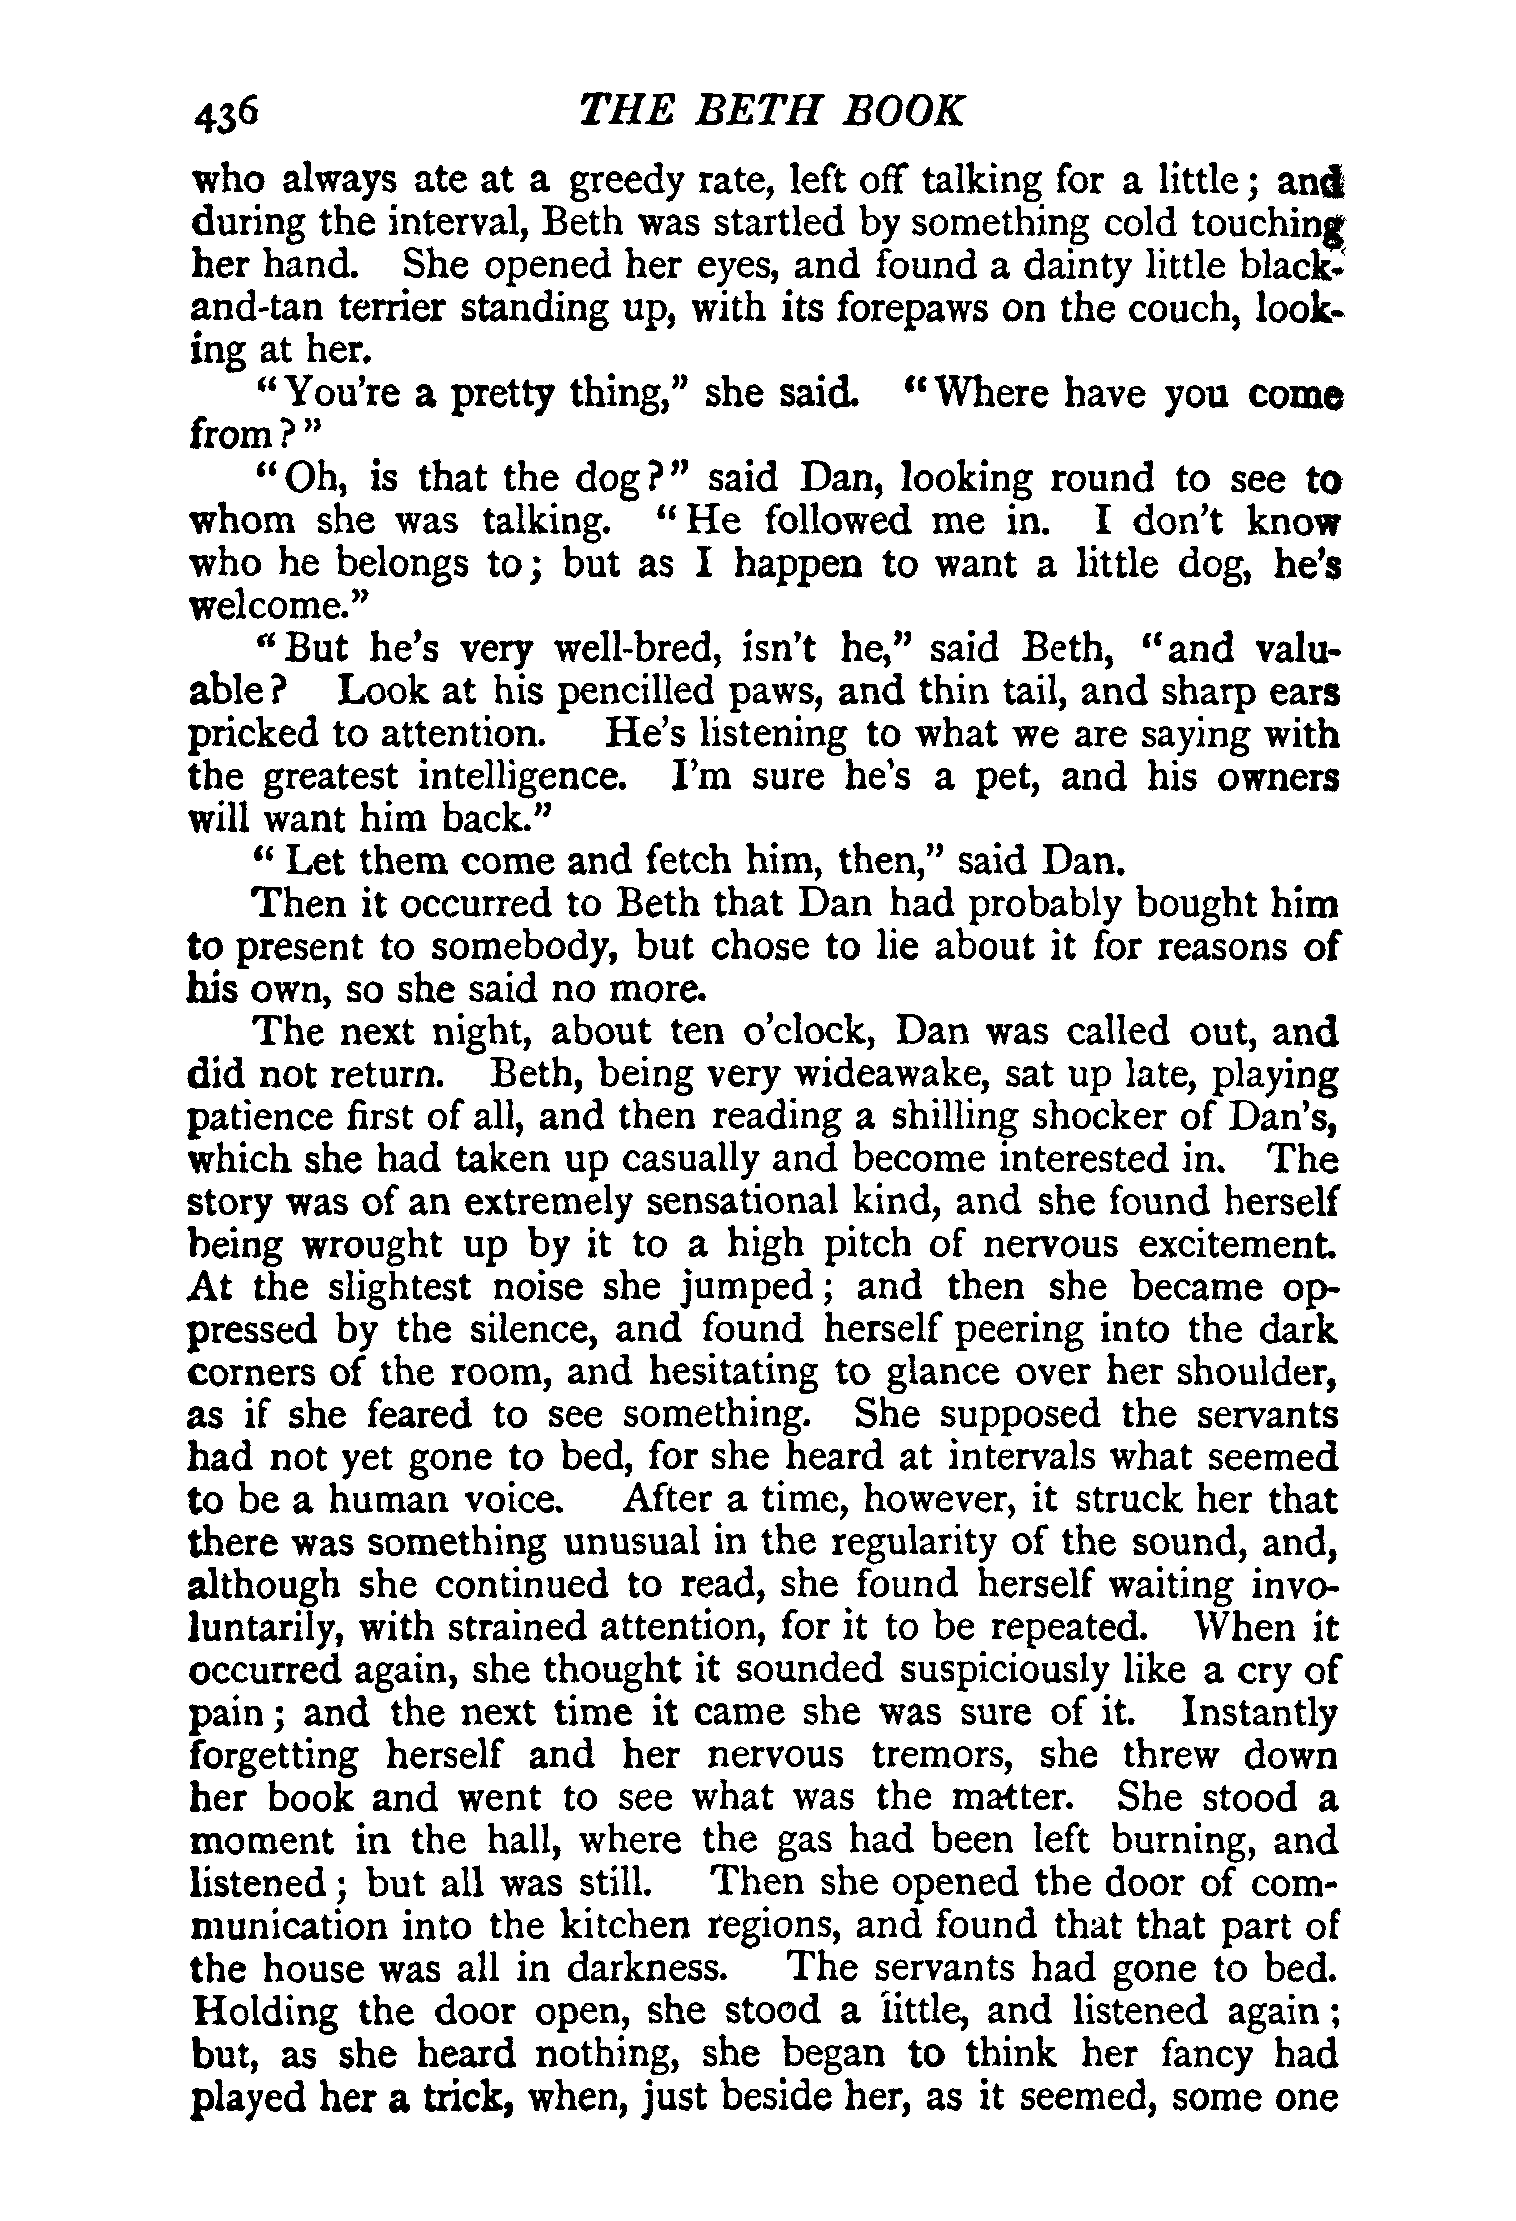 436 THE BETH BOOK
who always ate at a greedy rate, left off talking for a little; and
during the interval, Beth was startled by something cold touching
her hand. She opened her eyes, and found a dainty little black-
and-tan terrier standing up, with its forepaws on the couch, look-
ing at her.
"You're a pretty thing," she said. "Where have you come
from?"
"Oh, is that the dog?" said Dan, looking round to see to
whom she was talking. "He followed me in. I don't know
who he belongs to; but as I happen to want a little dog, he's
welcome."
"But he's very well-bred, isn't he," said Beth, "and valu-
able? Look at his pencilled paws, and thin tail, and sharp ears
pricked to attention. He's listening to what we are saying with
the greatest intelligence. I'm sure he's a pet, and his owners
will want him back."
"Let them come and fetch him, then," said Dan.
Then it occurred to Beth that Dan had probably bought him
to present to somebody, but chose to lie about it for reasons of
his own, so she said no more.
The next night, about ten o'clock, Dan was called out, and
did not return. Beth, being very wideawake, sat up late, playing
patience first of all, and then reading a shilling shocker of Dan's,
which she had taken up casually and become interested in. The
story was of an extremely sensational kind, and she found herself
being wrought up by it to a high pitch of nervous excitement.
At the slightest noise she jumped; and then she became op-
pressed by the silence, and found herself peering into the dark
corners of the room, and hesitating to glance over her shoulder,
as if she feared to see something. She supposed the servants
had not yet gone to bed, for she heard at intervals what seemed
to be a human voice. After a time, however, it struck her that
there was something unusual in the regularity of the sound, and,
although she continued to read, she found herself waiting invo-
luntarily, with strained attention, for it to be repeated. When it
occurred again, she thought it sounded suspiciously like a cry of
pain; and the next time it came she was sure of it. Instantly
forgetting herself and her nervous tremors, she threw down
her book and went to see what was the matter. She stood a
moment in the hall, where the gas had been left burning, and
listened; but all was still. Then she opened the door of com-
munication into the kitchen regions, and found that that part of
the house was all in darkness. The servants had gone to bed.
Holding the door open, she stood a little, and listened again;
but, as she heard nothing, she began to think her fancy had
played her a trick, when, just beside her, as it seemed, some one